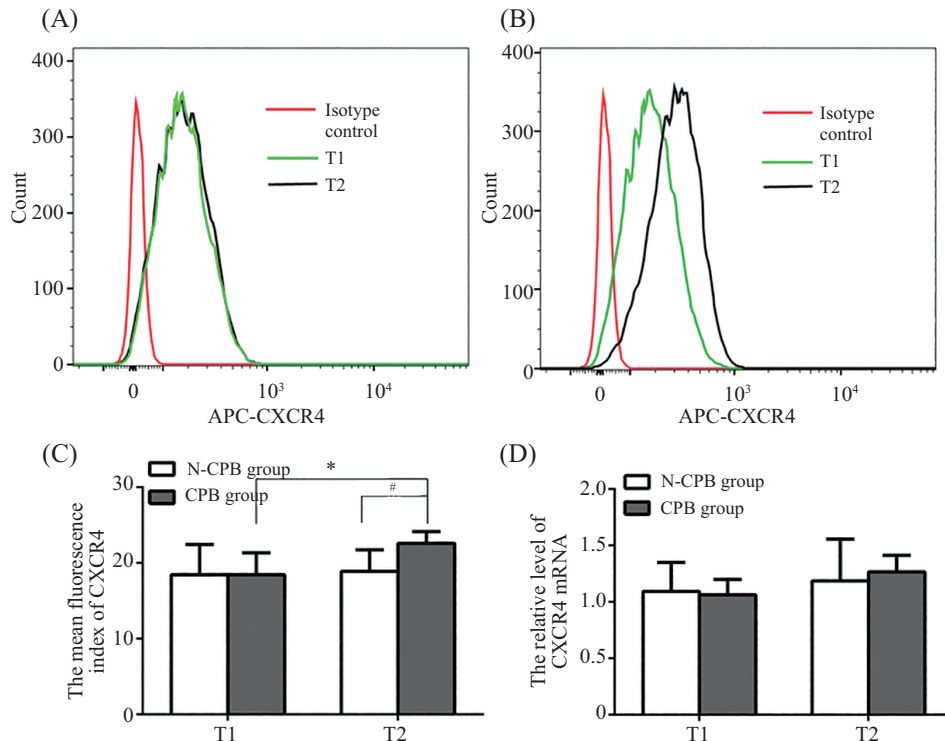 (A)
400
300
200
100
0
Count
Isotype
control
T1
T2
0
10³
10⁴
APC-CXCR4
(B)
400
300
200
100
0
Count
Isotype
control
T1
T2
0
10³
10⁴
APC-CXCR4
(C)
N-CPB group
CPB group
30
20
10
0
The mean fluorescence
index of CXCR4
*
#
T1
T2
(D)
N-CPB group
CPB group
2.0
1.5
1.0
0.5
0.0
The relative level of
CXCR4 mRNA
T1
T2